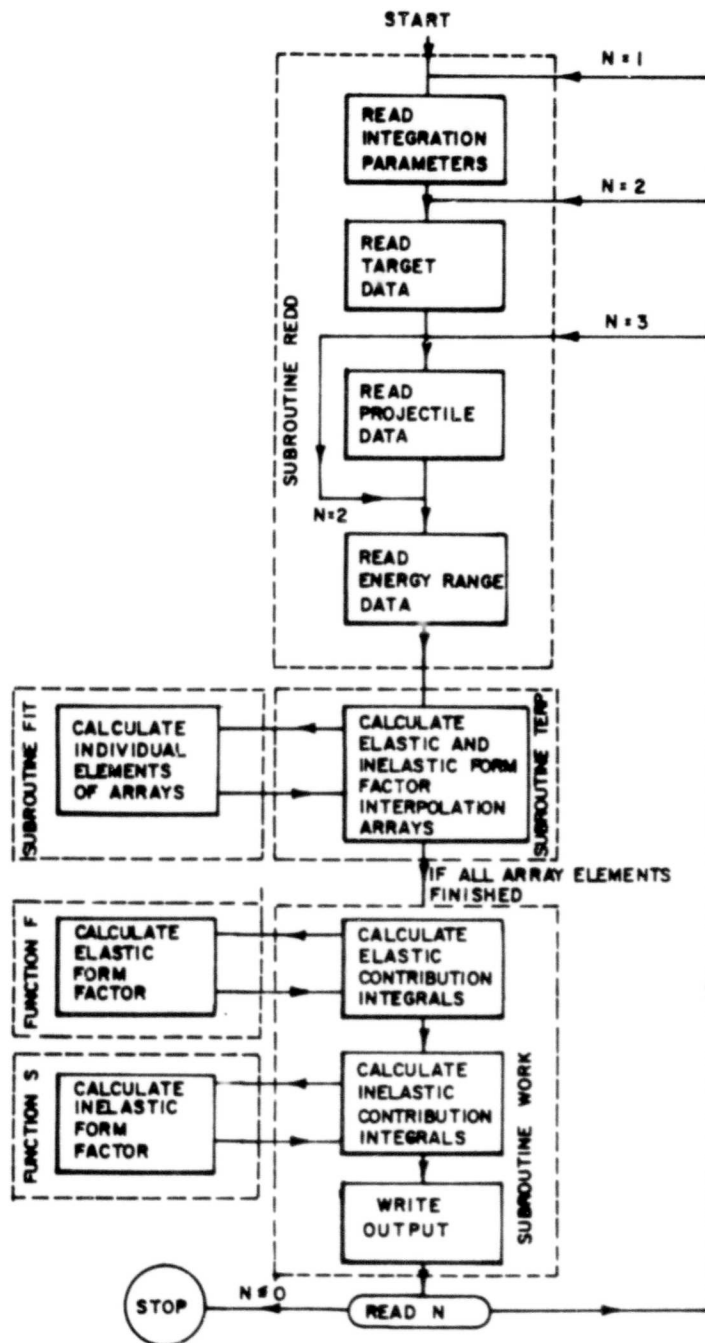 START
N = 1
READ
INTEGRATION
PARAMETERS
N = 2
READ
TARGET
DATA
N = 3
SUBROUTINE REDD
READ
PROJECTILE
DATA
N=2
READ
ENERGY RANGE
DATA
SUBROUTINE FIT
CALCULATE
INDIVIDUAL
ELEMENTS
OF ARRAYS
CALCULATE
ELASTIC AND
INELASTIC FORM
FACTOR
INTERPOLATION
ARRAYS
SUBROUTINE TERP
IF ALL ARRAY ELEMENTS
FINISHED
FUNCTION F
CALCULATE
ELASTIC
FORM
FACTOR
CALCULATE
ELASTIC
CONTRIBUTION
INTEGRALS
FUNCTION S
CALCULATE
INELASTIC
FORM
FACTOR
CALCULATE
INELASTIC
CONTRIBUTION
INTEGRALS
SUBROUTINE WORK
WRITE
OUTPUT
STOP
READ N